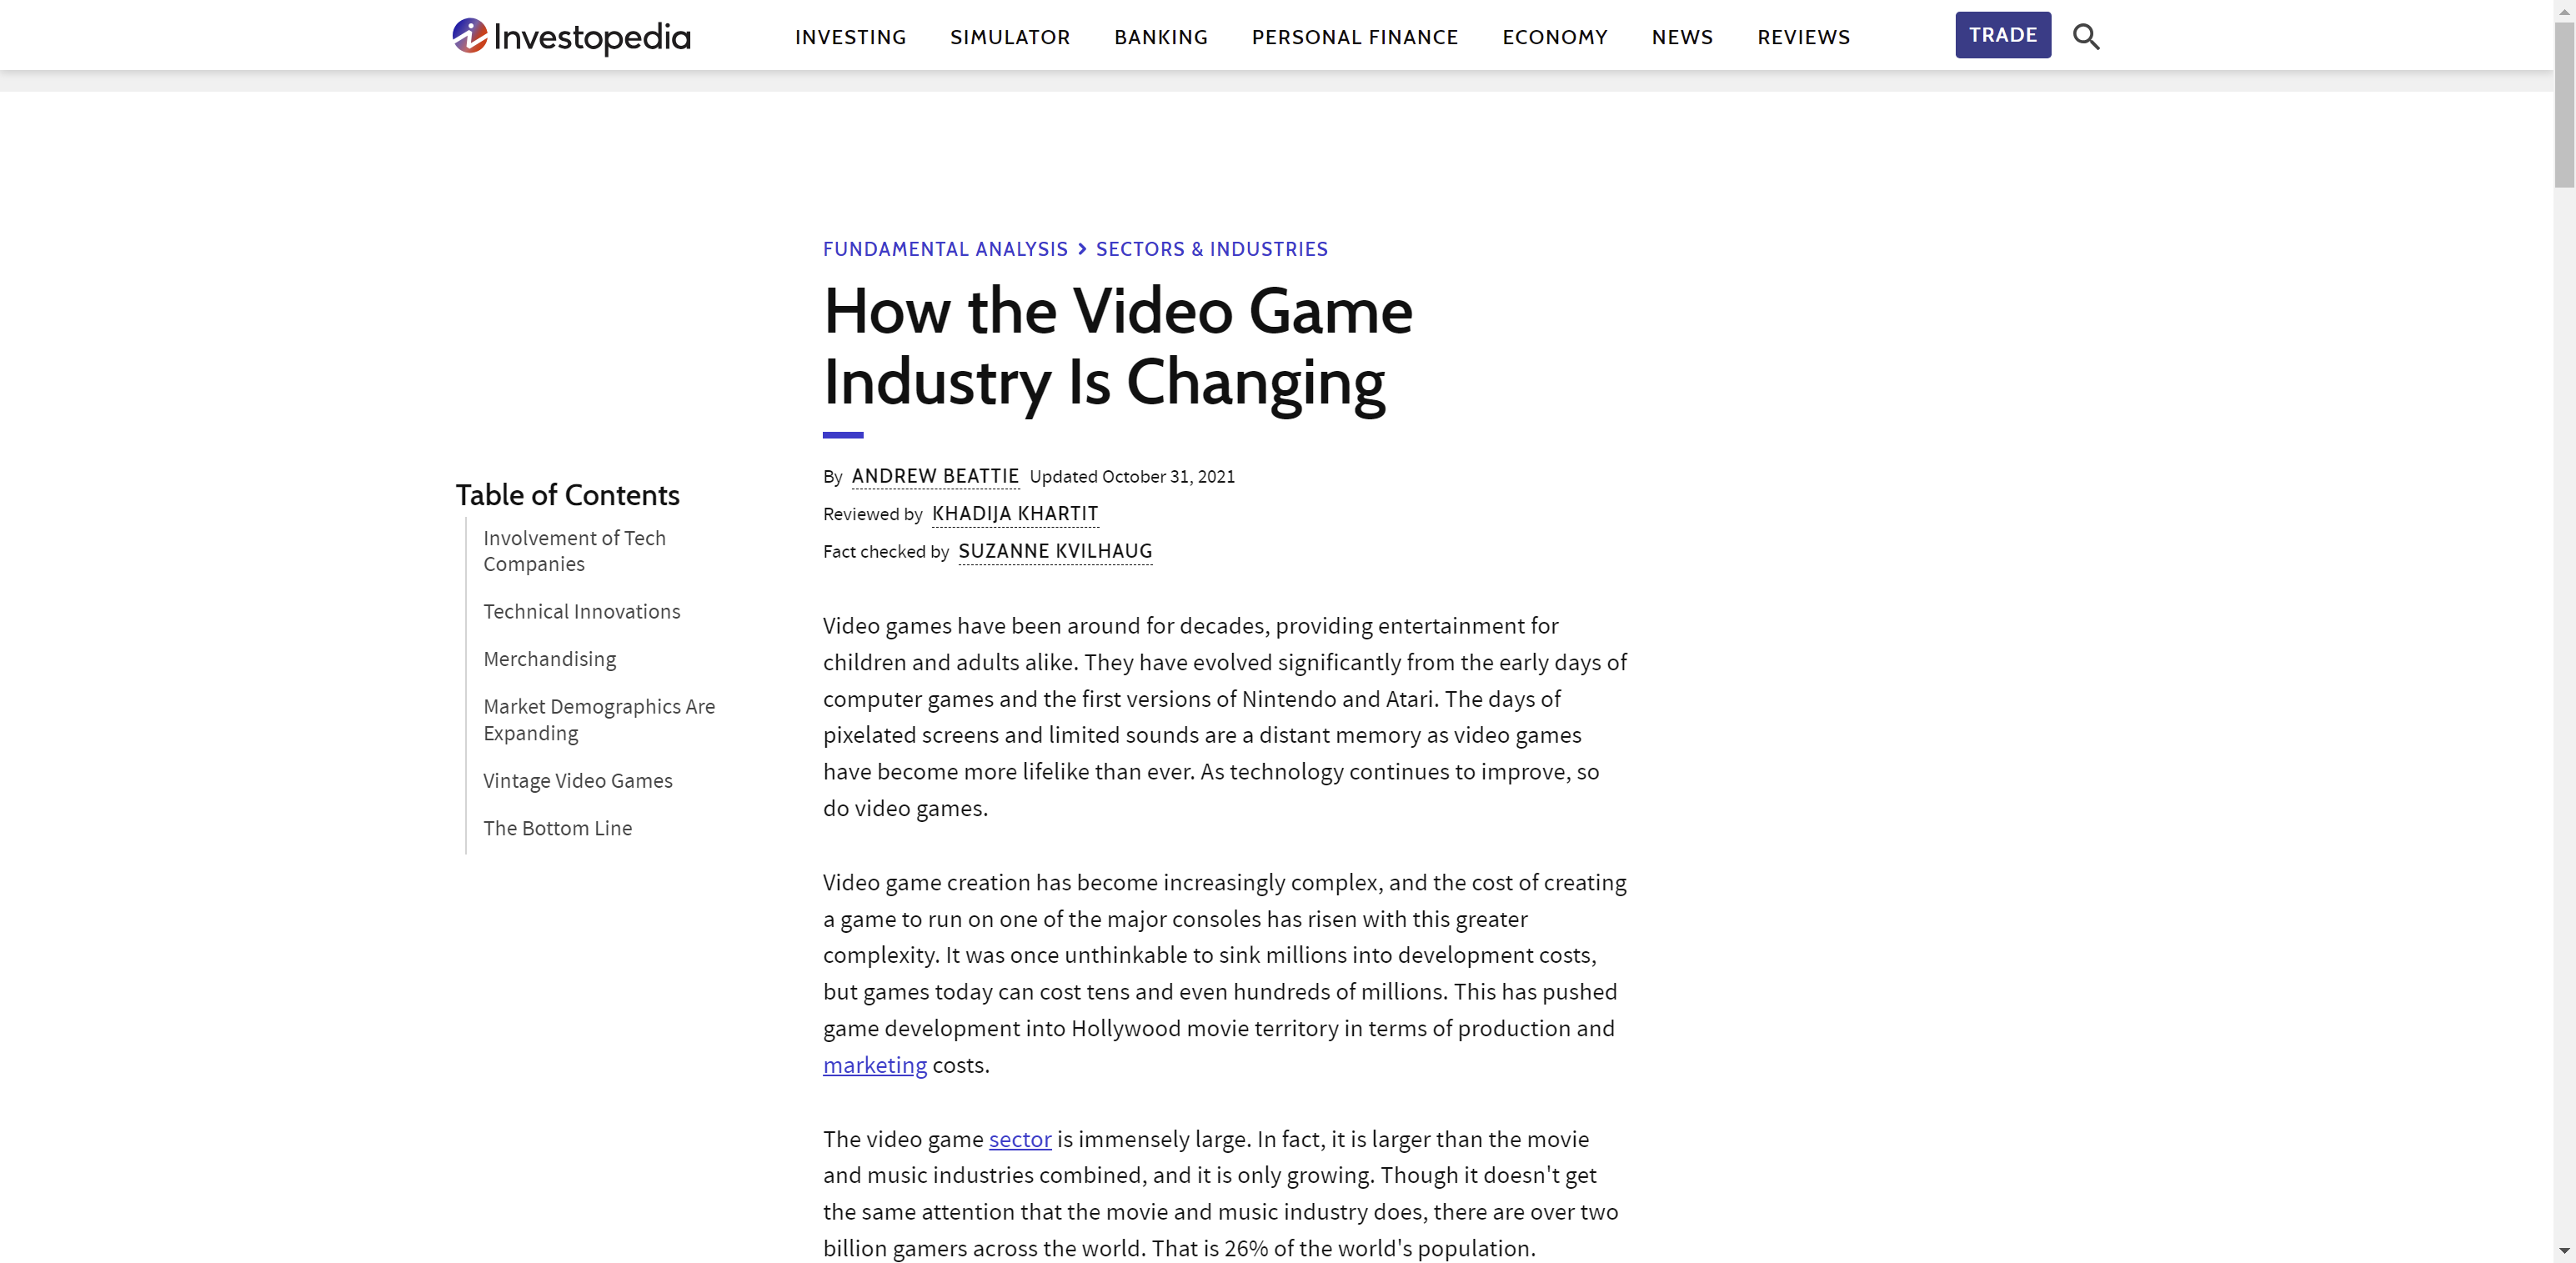 Investopedia
INVESTING SIMULATOR BANKING PERSONAL FINANCE ECONOMY NEWS REVIEWS TRADE
FUNDAMENTAL ANALYSIS > SECTORS & INDUSTRIES
How the Video Game
Industry Is Changing
By ANDREW BEATTIE Updated October 31, 2021
Reviewed by KHADIJA KHARTIT
Fact checked by SUZANNE KVILHAUG
Table of Contents
Involvement of Tech
Companies
Technical Innovations
Merchandising
Market Demographics Are
Expanding
Vintage Video Games
The Bottom Line
Video games have been around for decades, providing entertainment for
children and adults alike. They have evolved significantly from the early days of
computer games and the first versions of Nintendo and Atari. The days of
pixelated screens and limited sounds are a distant memory as video games
have become more lifelike than ever. As technology continues to improve, so
do video games.
Video game creation has become increasingly complex, and the cost of creating
a game to run on one of the major consoles has risen with this greater
complexity. It was once unthinkable to sink millions into development costs,
but games today can cost tens and even hundreds of millions. This has pushed
game development into Hollywood movie territory in terms of production and
marketing costs.
The video game sector is immensely large. In fact, it is larger than the movie
and music industries combined, and it is only growing. Though it doesn't get
the same attention that the movie and music industry does, there are over two
billion gamers across the world. That is 26% of the world's population.